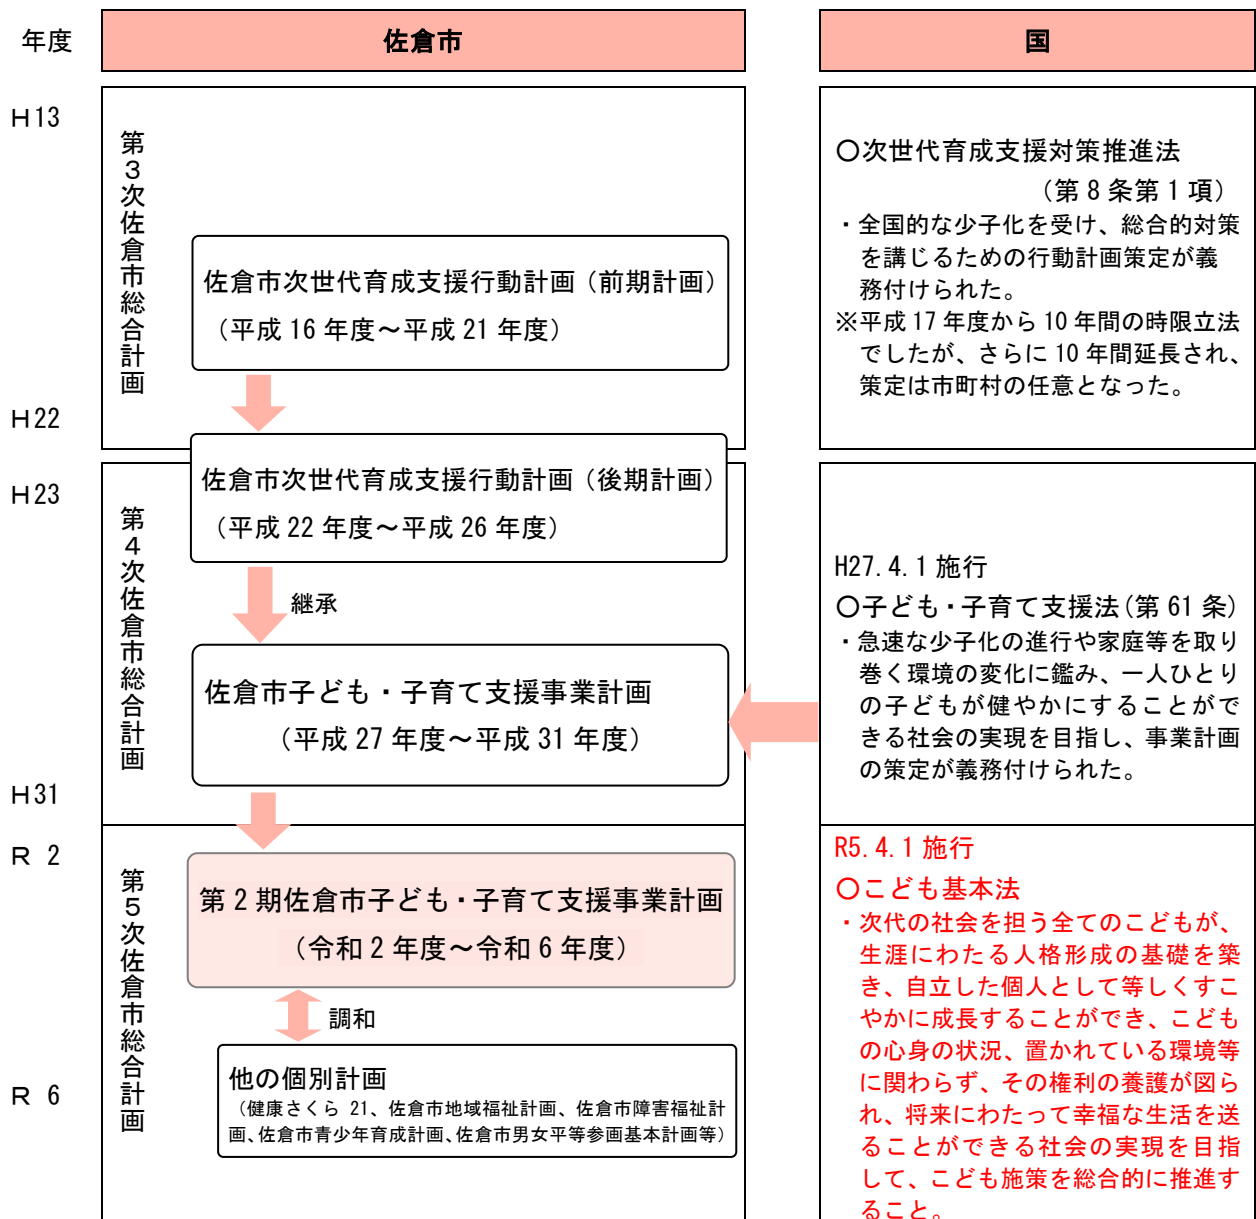 年度
佐倉市
国
H13
H22
H23
H31
R 2
R 6
第3次佐倉市総合計画
佐倉市次世代育成支援行動計画（前期計画）
（平成 16 年度～平成 21 年度）
佐倉市次世代育成支援行動計画（後期計画）
（平成 22 年度～平成 26 年度）
第4次佐倉市総合計画
継承
佐倉市子ども・子育て支援事業計画
（平成 27 年度～平成 31 年度）
第5次佐倉市総合計画
第 2 期佐倉市子ども・子育て支援事業計画
（令和 2 年度～令和 6 年度）
調和
他の個別計画
（健康さくら 21、佐倉市地域福祉計画、佐倉市障害福祉計
画、佐倉市青少年育成計画、佐倉市男女平等参画基本計画等）
〇次世代育成支援対策推進法
（第 8 条第 1 項）
・全国的な少子化を受け、総合的対策
を講じるための行動計画策定が義
務付けられた。
※平成 17 年度から 10 年間の時限立法
でしたが、さらに 10 年間延長され、
策定は市町村の任意となった。
H27.4.1 施行
〇子ども・子育て支援法(第 61 条)
・急速な少子化の進行や家庭等を取り
巻く環境の変化に鑑み、一人ひとり
の子どもが健やかにすることがで
きる社会の実現を目指し、事業計画
の策定が義務付けられた。
R5.4.1 施行
〇こども基本法
・次代の社会を担う全てのこどもが、
生涯にわたる人格形成の基礎を築
き、自立した個人として等しくすこ
やかに成長することができ、こども
の心身の状況、置かれている環境等
に関わらず、その権利の養護が図ら
れ、将来にわたって幸福な生活を送
ることができる社会の実現を目指
して、こども施策を総合的に推進す
ること。